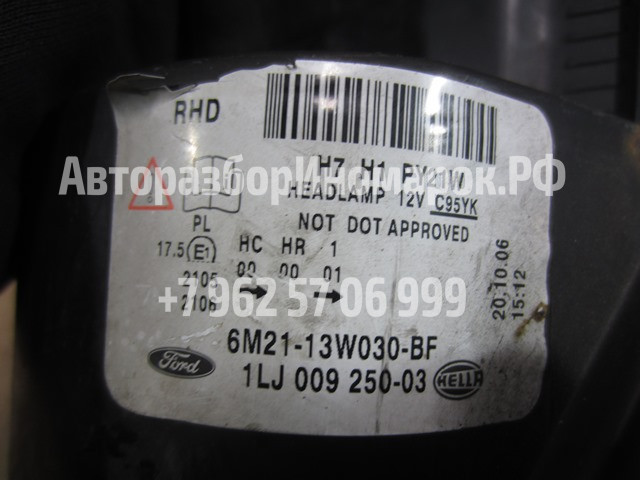 RHD
H7 H1 PY21W
АвторазборИномарок.РФ
HEADLAMP 12V C95YK
NOT DOT APPROVED
PL
17.5 E1 HC HR 1
2105 00 00 01
2106
+7 962 57 06 999
20.10.06
15:12
6M21-13W030-BF
Ford 1LJ 009 250-03 HELLA